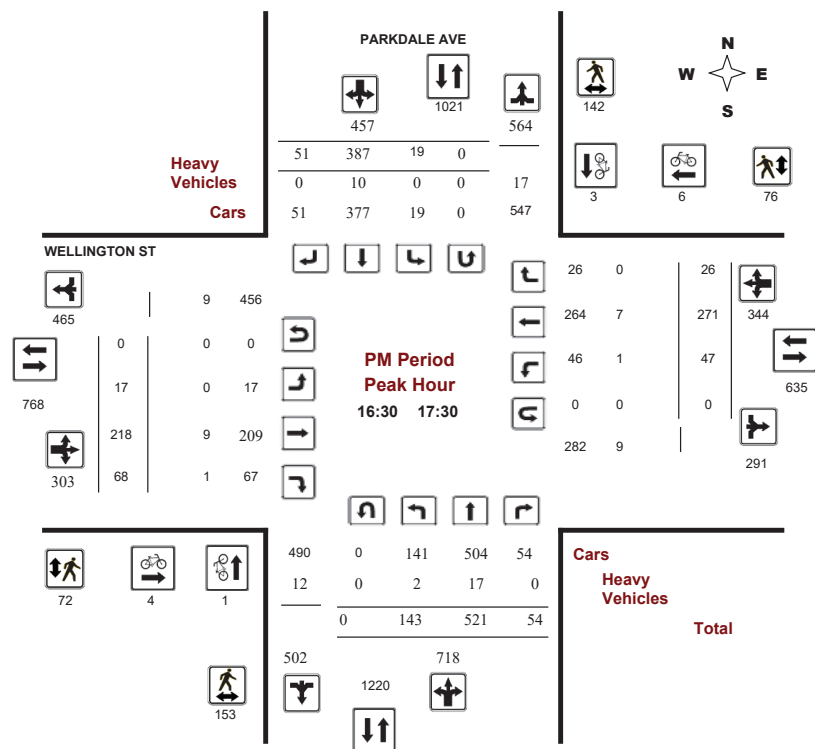 PARKDALE AVE
N
W E
S
1021
142
457 564
51 387 19 0
Heavy
Vehicles
0 10 0 0 17
Cars
51 377 19 0 547
3 6 76
WELLINGTON ST
465
9 456
0 0 0
768
17 0 17
218 9 209
303
68 1 67
PM Period
Peak Hour
16:30 17:30
26 0 26
264 7 271 344
46 1 47
635
0 0 0
282 9
291
490 0 141 504 54
Cars
12 0 2 17 0
Heavy
Vehicles
0 143 521 54
Total
72 4 1
502 718
1220
153